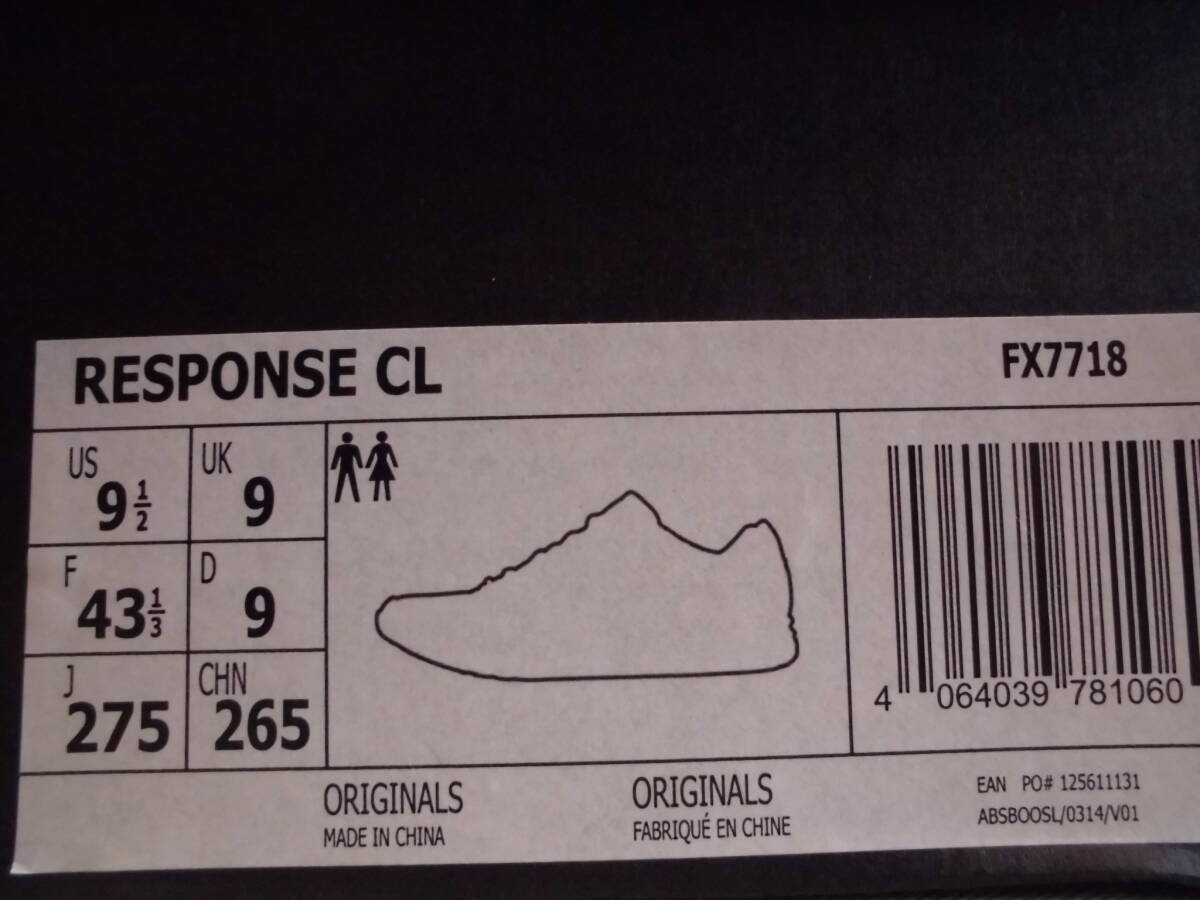 RESPONSE CL
FX7718
US
9 1/2
UK
9
F
43 1/3
D
9
J
275
CHN
265
4 064039 781060
ORIGINALS
MADE IN CHINA
ORIGINALS
FABRIQUÉ EN CHINE
EAN PO# 125611131
ABSBOOSL/0314/V01